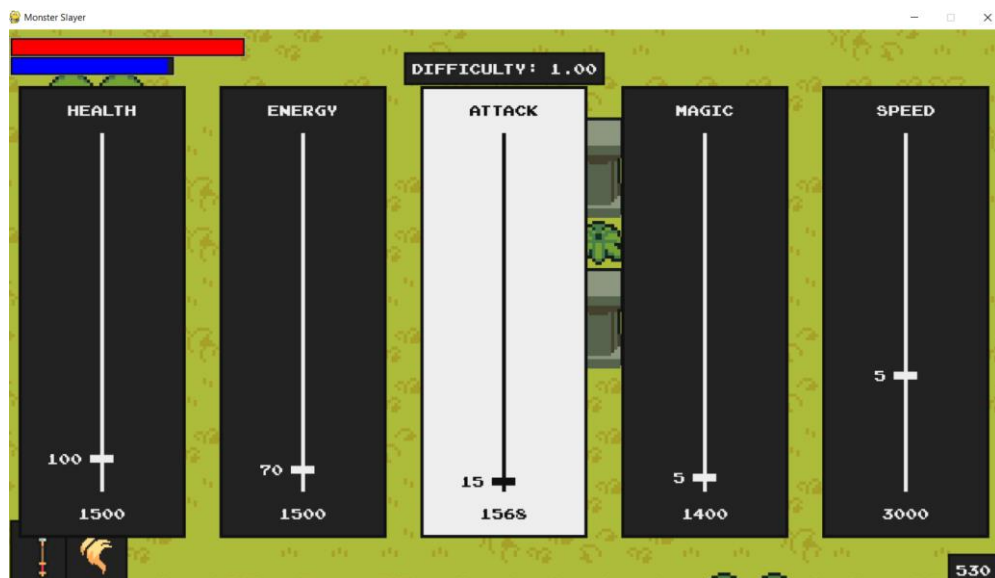 Monster Slayer
DIFFICULTY: 1.00
HEALTH
100
1500
ENERGY
70
1500
ATTACK
15
1568
MAGIC
5
1400
SPEED
5
3000
530